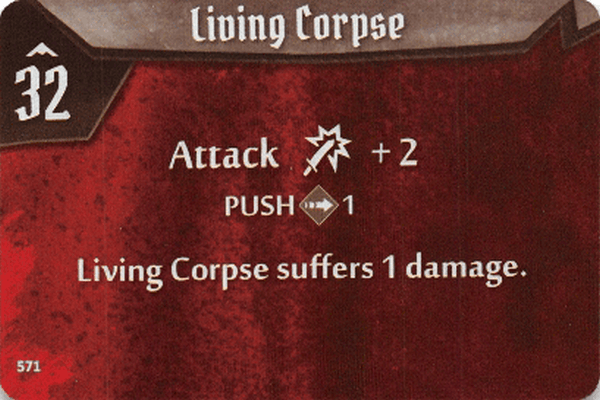 Living Corpse
32
Attack + 2
PUSH 1
Living Corpse suffers 1 damage.
571